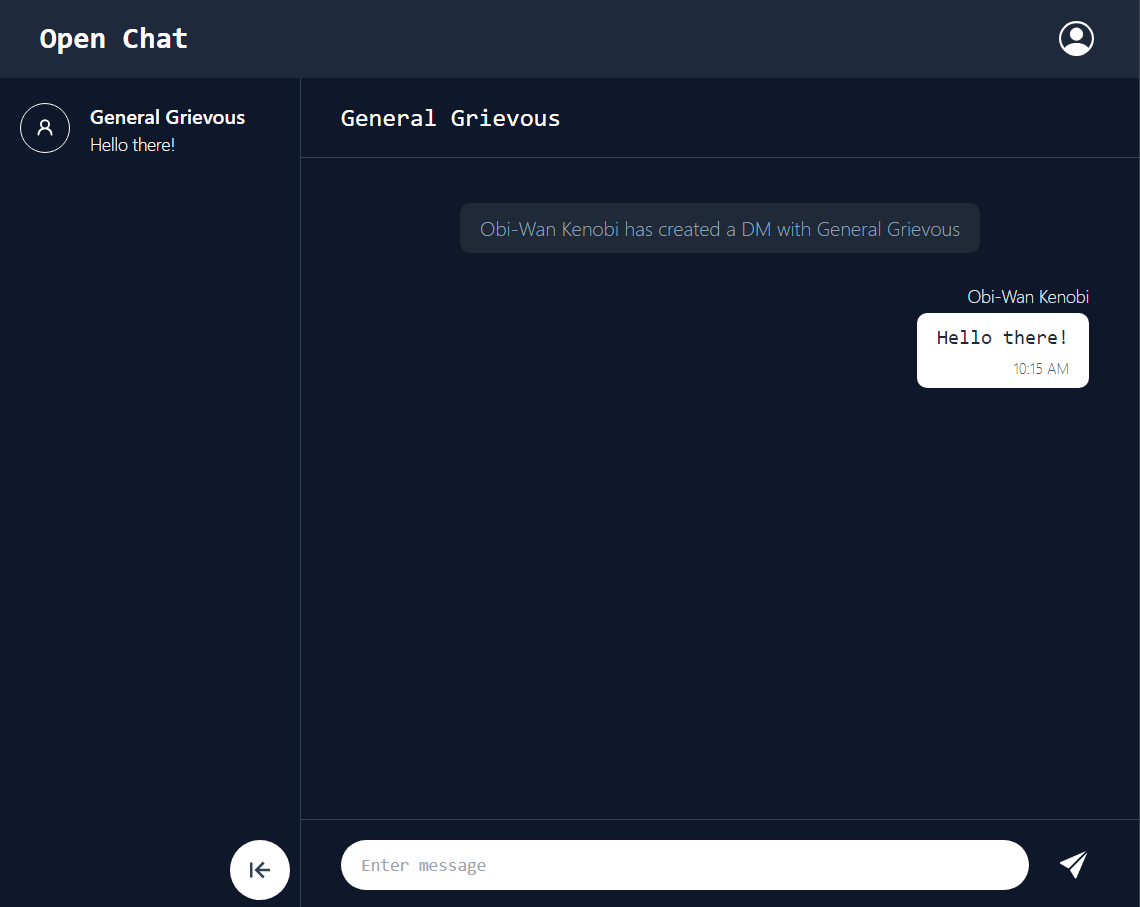 Open Chat
General Grievous
Hello there!
General Grievous
Obi-Wan Kenobi has created a DM with General Grievous
Obi-Wan Kenobi
Hello there!
10:15 AM
Enter message